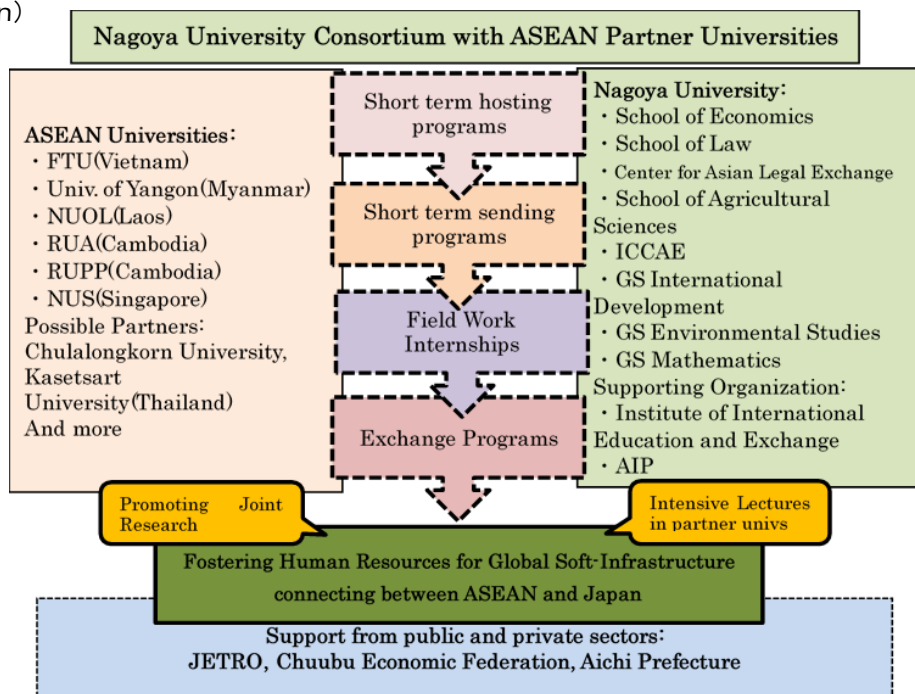 n)
Nagoya University Consortium with ASEAN Partner Universities
ASEAN Universities:
・FTU(Vietnam)
・Univ. of Yangon(Myanmar)
・NUOL(Laos)
・RUA(Cambodia)
・RUPP(Cambodia)
・NUS(Singapore)
Possible Partners:
Chulalongkorn University,
Kasetsart
University(Thailand)
And more
Short term hosting
programs
Short term sending
programs
Field Work
Internships
Exchange Programs
Nagoya University:
・School of Economics
・School of Law
・Center for Asian Legal Exchange
・School of Agricultural
Sciences
・ICCAE
・GS International
Development
・GS Environmental Studies
・GS Mathematics
Supporting Organization:
・Institute of International
Education and Exchange
・AIP
Promoting Joint
Research
Intensive Lectures
in partner univs
Fostering Human Resources for Global Soft-Infrastructure
connecting between ASEAN and Japan
Support from public and private sectors:
JETRO, Chuubu Economic Federation, Aichi Prefecture